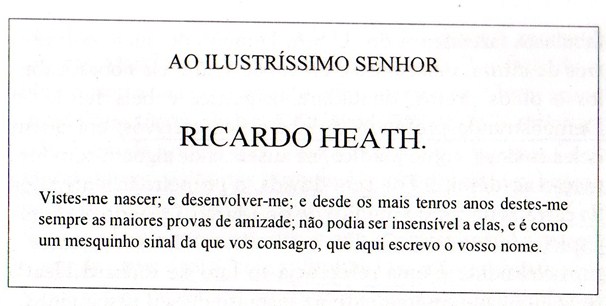 AO ILUSTRÍSSIMO SENHOR
RICARDO HEATH.
Vistes-me nascer; e desenvolver-me; e desde os mais tenros anos destes-me
sempre as maiores provas de amizade; não podia ser insensível a elas, e é como
um mesquinho sinal da que vos consagro, que aqui escrevo o vosso nome.